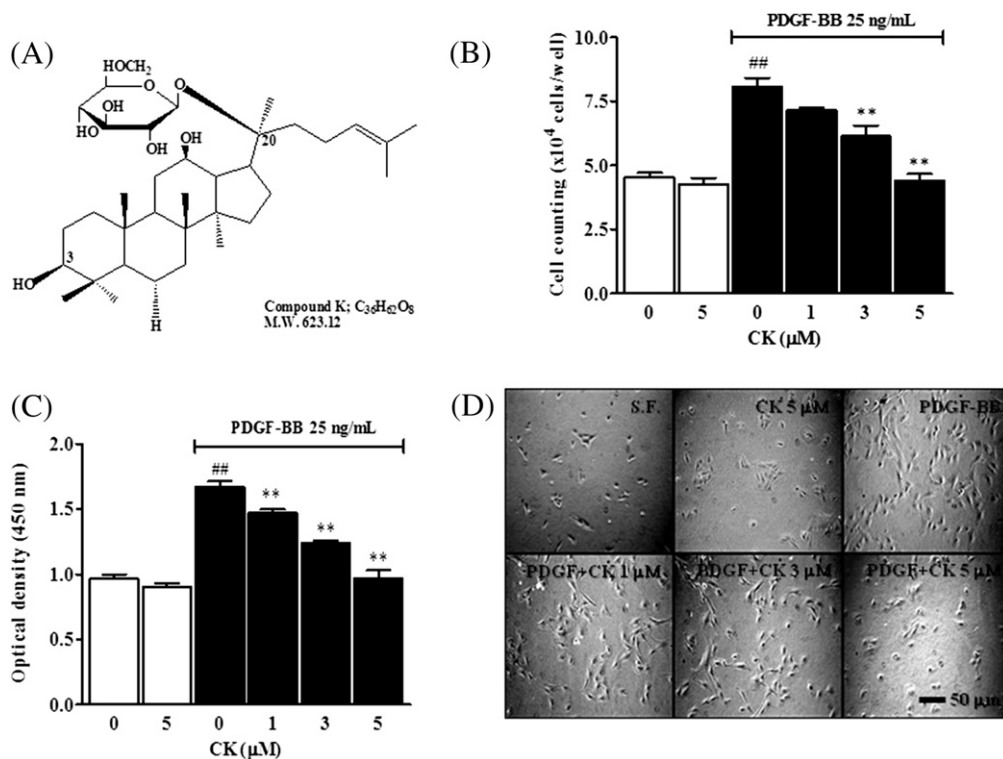 (A)
HOCH₂
O
O
OH
HO
OH
OH
20
3
HO
H
Compound K; C₃₆H₆₂O₈
M.W. 623.12
(B)
PDGF-BB 25 ng/mL
Cell counting (x10⁴ cells/well)
10.0
7.5
5.0
2.5
0.0
##
**
**
0 5 0 1 3 5
CK (μM)
(C)
PDGF-BB 25 ng/mL
Optical density (450 nm)
2.0
1.5
1.0
0.5
0.0
##
**
**
**
0 5 0 1 3 5
CK (μM)
(D)
S.F. CK 5 μM PDGF-BB
PDGF+CK 1 μM PDGF+CK 3 μM PDGF+CK 5 μM
50 μm